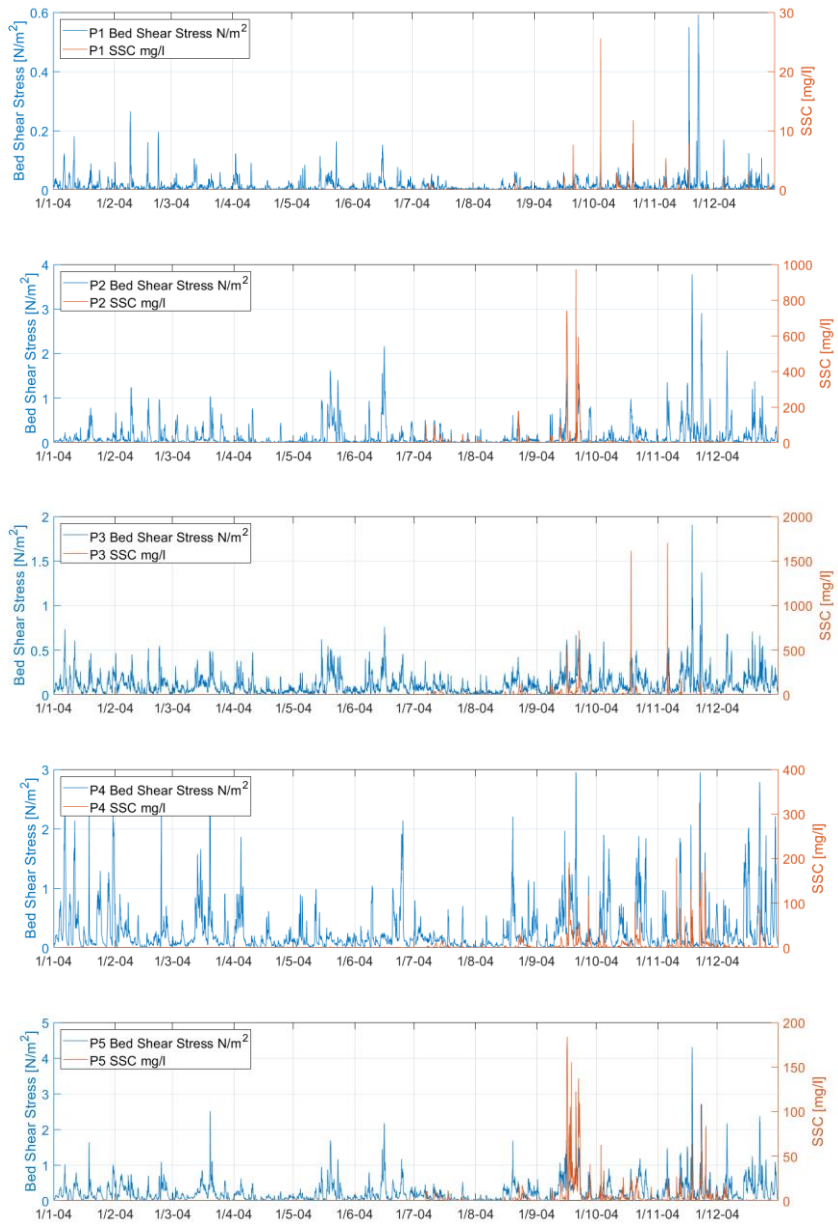 0.6
30
P1 Bed Shear Stress N/m²
P1 SSC mg/l
Bed Shear Stress [N/m²]
0.4
20
0.2
10
SSC [mg/l]
0
0
1/1-04 1/2-04 1/3-04 1/4-04 1/5-04 1/6-04 1/7-04 1/8-04 1/9-04 1/10-04 1/11-04 1/12-04
4
1000
P2 Bed Shear Stress N/m²
P2 SSC mg/l
Bed Shear Stress [N/m²]
3
800
2
600
1
400
200
SSC [mg/l]
0
0
1/1-04 1/2-04 1/3-04 1/4-04 1/5-04 1/6-04 1/7-04 1/8-04 1/9-04 1/10-04 1/11-04 1/12-04
2
2000
P3 Bed Shear Stress N/m²
P3 SSC mg/l
Bed Shear Stress [N/m²]
1.5
1500
1
1000
0.5
500
SSC [mg/l]
0
0
1/1-04 1/2-04 1/3-04 1/4-04 1/5-04 1/6-04 1/7-04 1/8-04 1/9-04 1/10-04 1/11-04 1/12-04
3
400
P4 Bed Shear Stress N/m²
P4 SSC mg/l
Bed Shear Stress [N/m²]
2
300
1
200
100
SSC [mg/l]
0
0
1/1-04 1/2-04 1/3-04 1/4-04 1/5-04 1/6-04 1/7-04 1/8-04 1/9-04 1/10-04 1/11-04 1/12-04
5
200
P5 Bed Shear Stress N/m²
P5 SSC mg/l
Bed Shear Stress [N/m²]
4
150
3
100
2
50
1
SSC [mg/l]
0
0
1/1-04 1/2-04 1/3-04 1/4-04 1/5-04 1/6-04 1/7-04 1/8-04 1/9-04 1/10-04 1/11-04 1/12-04